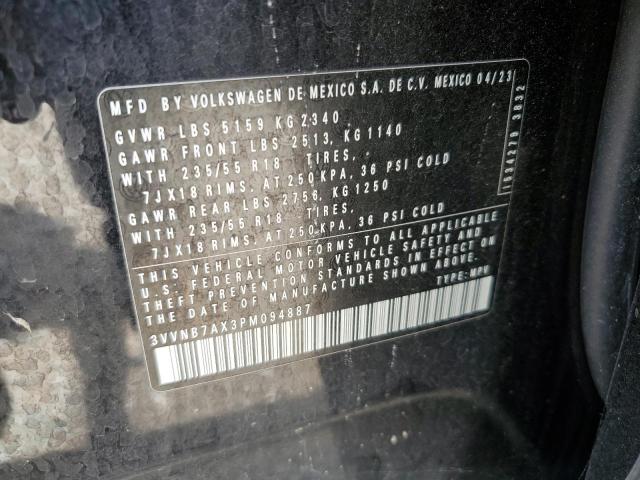 MFD BY VOLKSWAGEN DE MEXICO S.A. DE C.V. MEXICO 04/23
GVWR LBS 5159 KG 2340
GAWR FRONT LBS 2513, KG 1140
WITH 235/55 R18 TIRES,
7JX18 RIMS, AT 250 KPA, 36 PSI COLD
GAWR REAR LBS 2756, KG 1250
WITH 235/55 R18 TIRES,
7JX18 RIMS, AT 250 KPA, 36 PSI COLD
THIS VEHICLE CONFORMS TO ALL APPLICABLE
U.S. FEDERAL MOTOR VEHICLE SAFETY AND
THEFT PREVENTION STANDARDS IN EFFECT ON
THE DATE OF MANUFACTURE SHOWN ABOVE.
3VVNB7AX3PM094887 TYPE: MPV